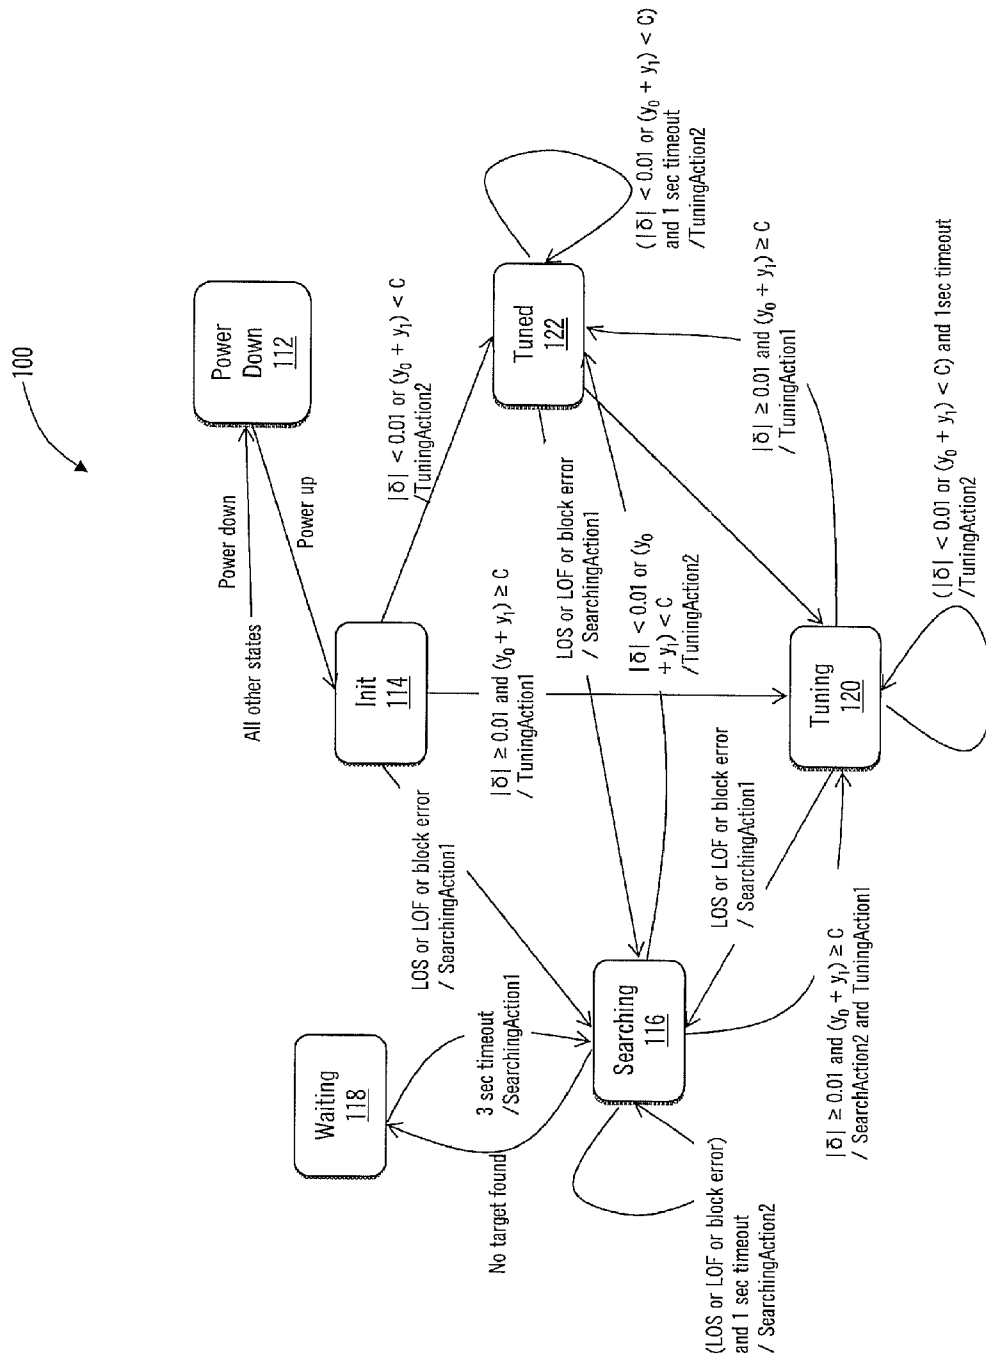 100
Power
Down
112
Power down
All other states
Power up
Init
114
|δ| < 0.01 or (y0 + y1) < C
/TuningAction2
Tuned
122
(|δ| < 0.01 or (y0 + y1) < C)
and 1 sec timeout
/TuningAction2
Waiting
118
No target found
3 sec timeout
/SearchingAction1
LOS or LOF or block error
/ SearchingAction1
|δ| ≥ 0.01 and (y0 + y1) ≥ C
/ TuningAction1
LOS or LOF or block error
/ SearchingAction1
|δ| < 0.01 or (y0
+ y1) < C
/TuningAction2
|δ| ≥ 0.01 and (y0 + y1) ≥ C
/ TuningAction1
Searching
116
(LOS or LOF or block error)
and 1 sec timeout
/ SearchingAction2
LOS or LOF or block error
/ SearchingAction1
|δ| ≥ 0.01 and (y0 + y1) ≥ C
/ SearchAction2 and TuningAction1
Tuning
120
(|δ| < 0.01 or (y0 + y1) < C) and 1sec timeout
/TuningAction2